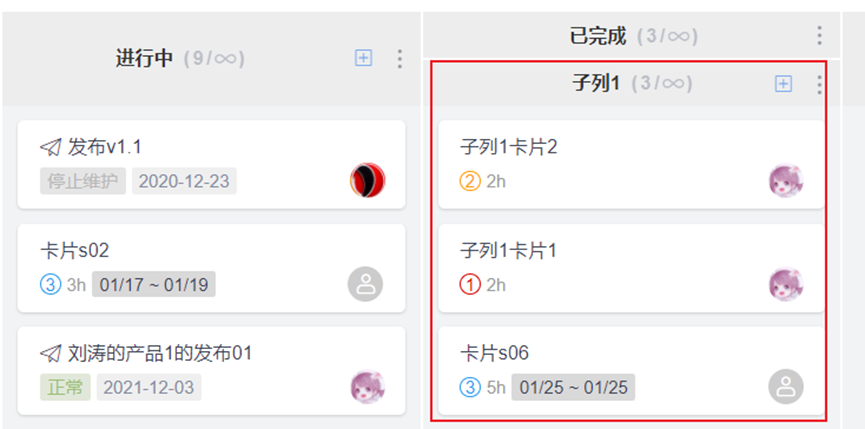 进行中 (9/∞)
发布v1.1
停止维护 2020-12-23
卡片s02
③ 3h 01/17 ~ 01/19
刘涛的产品1的发布01
正常 2021-12-03
已完成 (3/∞)
子列1 (3/∞)
子列1卡片2
② 2h
子列1卡片1
① 2h
卡片s06
③ 5h 01/25 ~ 01/25